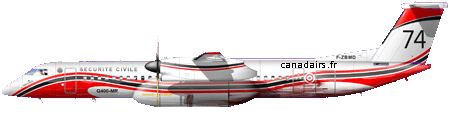 74
SECURITE CIVILE
F-ZBMD
canadairs.fr
Q400-MR